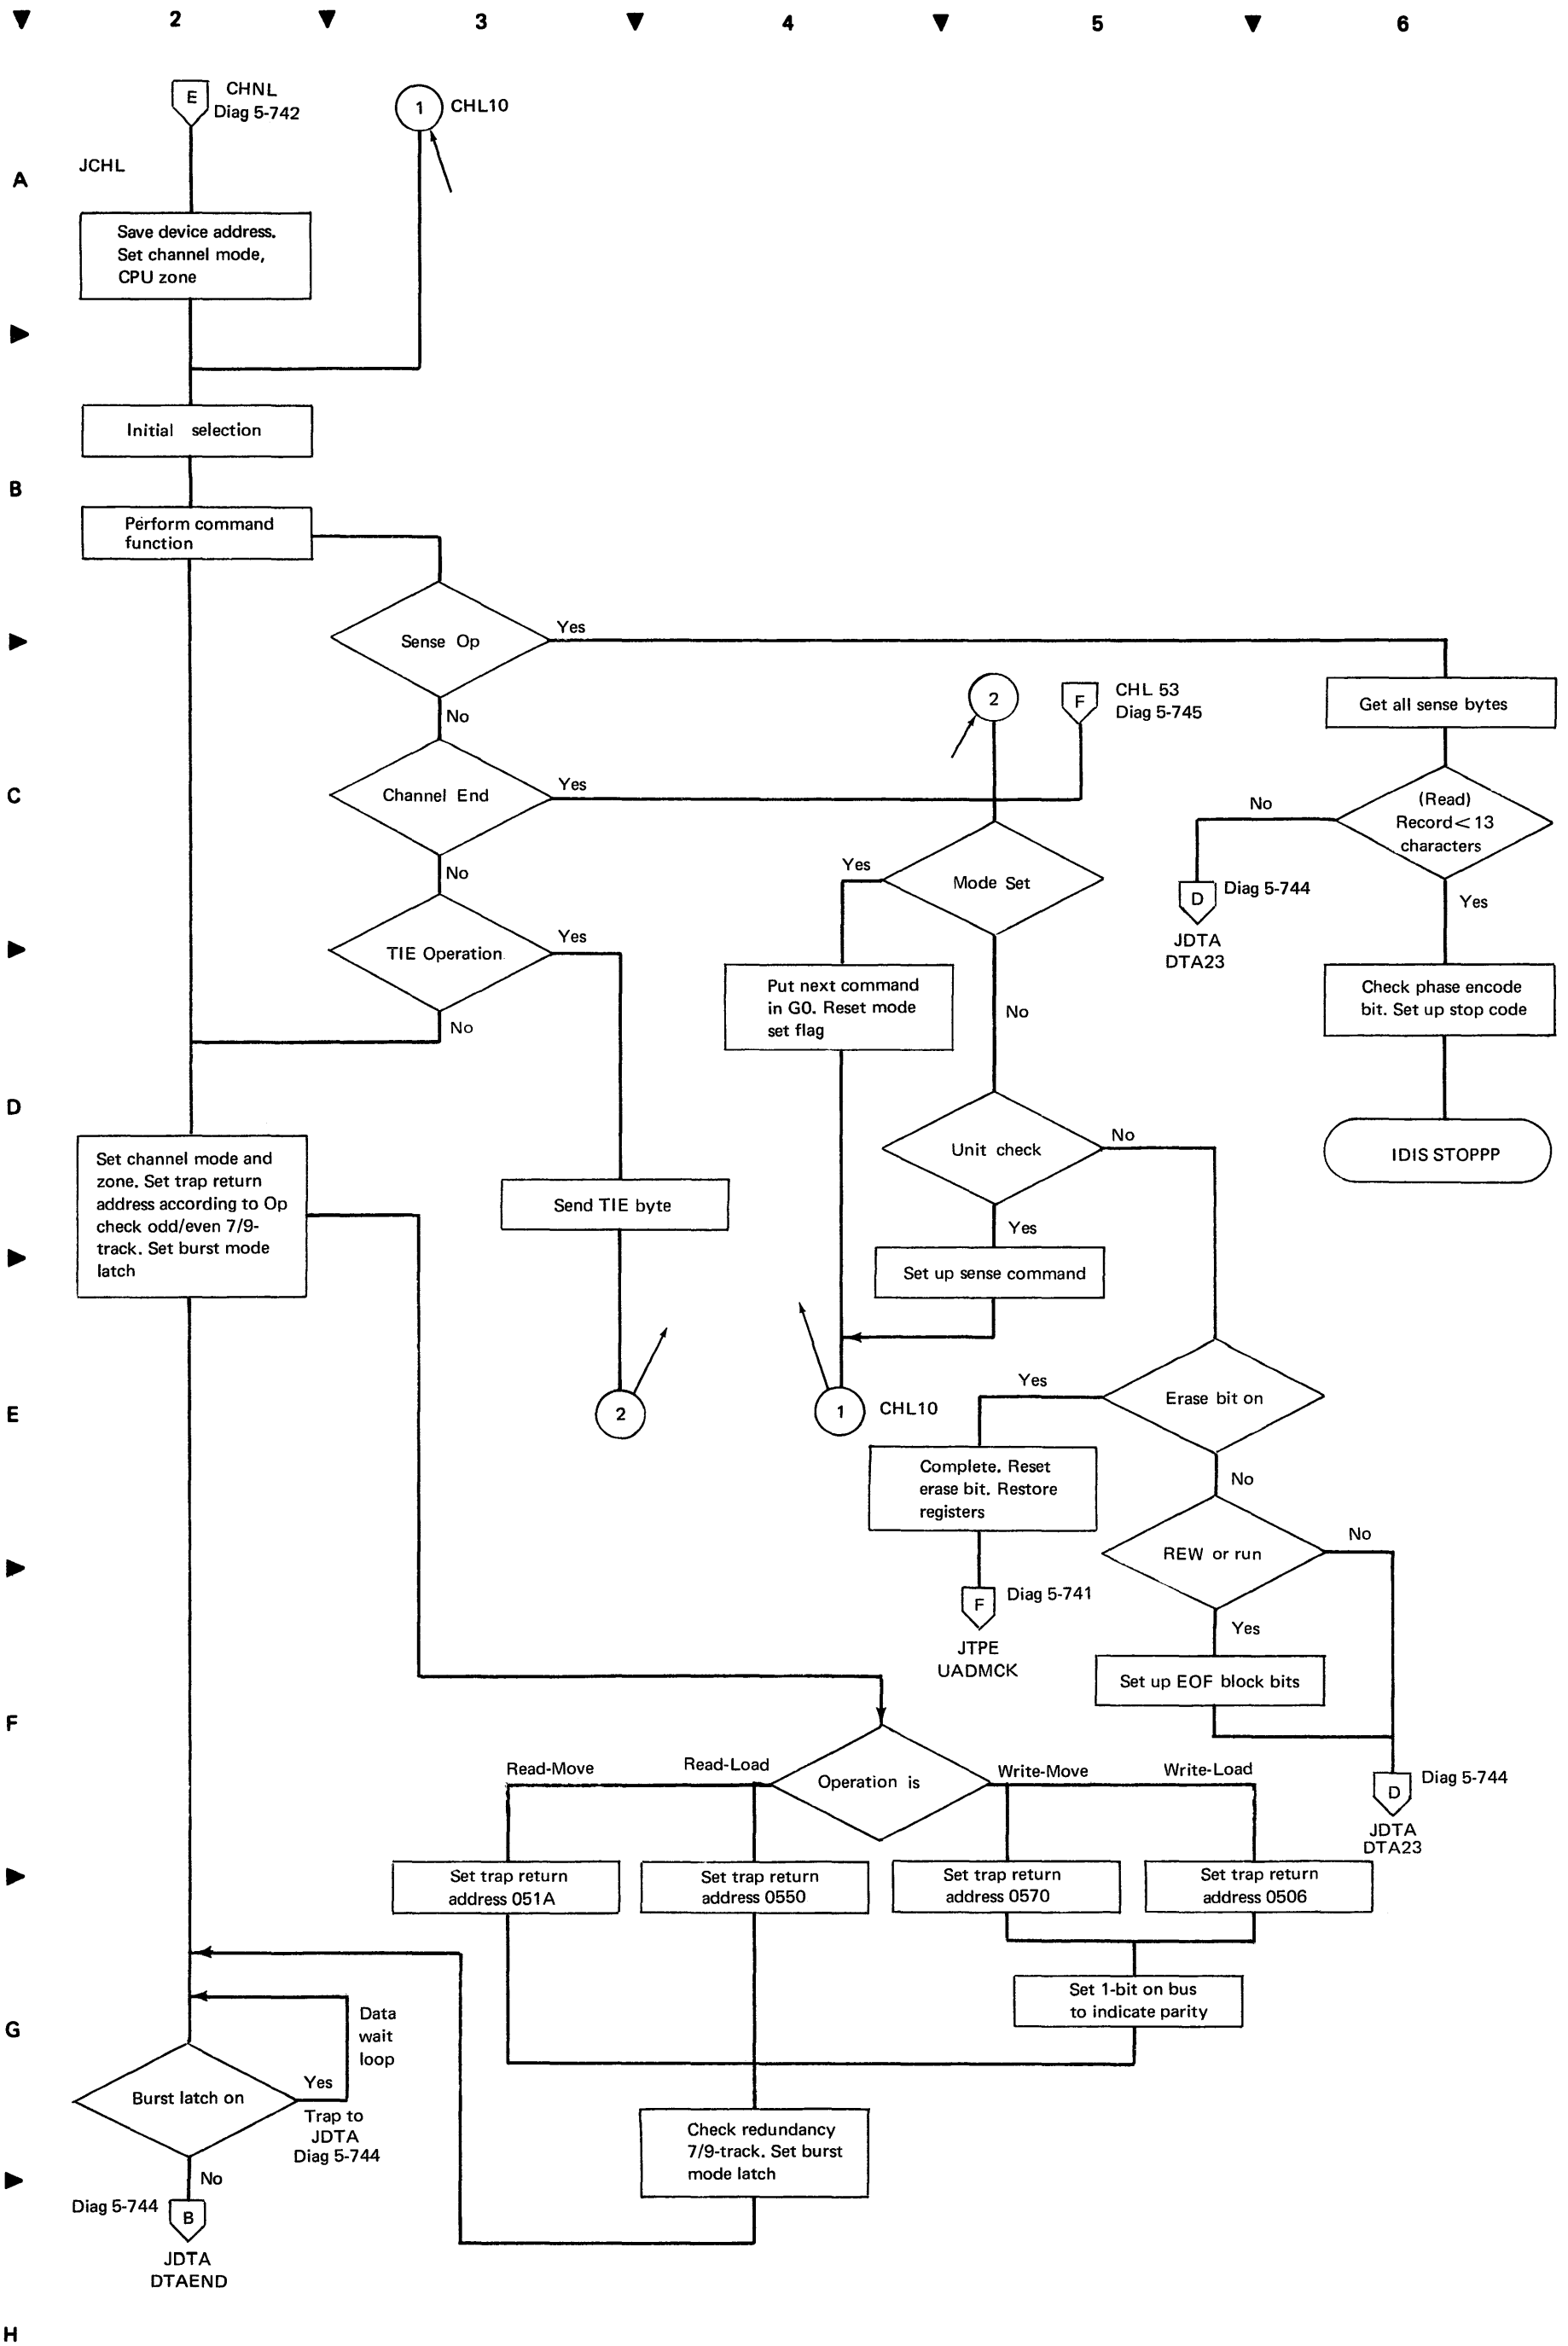 2 3 4 5 6
E
CHNL
Diag 5-742
1
CHL10
JCHL
A
Save device address.
Set channel mode,
CPU zone
Initial selection
B
Perform command
function
Sense Op
Yes
No
2
F
CHL 53
Diag 5-745
Get all sense bytes
C
Channel End
Yes
No
(Read)
Record < 13
characters
No
Yes
D
Diag 5-744
JDTA
DTA23
Mode Set
Yes
No
TIE Operation
Yes
No
Put next command
in G0. Reset mode
set flag
Check phase encode
bit. Set up stop code
D
IDIS STOPPP
Unit check
No
Yes
Set channel mode and
zone. Set trap return
address according to Op
check odd/even 7/9-
track. Set burst mode
latch
Send TIE byte
Set up sense command
E
2
1
CHL10
Erase bit on
Yes
No
Complete. Reset
erase bit. Restore
registers
REW or run
No
Yes
F
Diag 5-741
JTPE
UADMCK
Set up EOF block bits
F
Operation is
Read-Move
Read-Load
Write-Move
Write-Load
D
Diag 5-744
JDTA
DTA23
Set trap return
address 051A
Set trap return
address 0550
Set trap return
address 0570
Set trap return
address 0506
Set 1-bit on bus
to indicate parity
G
Data
wait
loop
Burst latch on
Yes
Trap to
JDTA
Diag 5-744
No
Check redundancy
7/9-track. Set burst
mode latch
Diag 5-744
B
JDTA
DTAEND
H